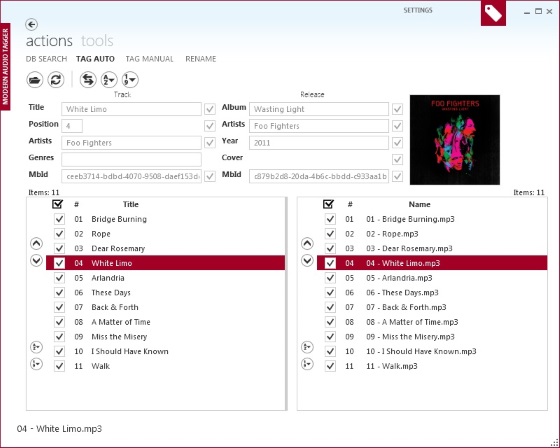 SETTINGS
MODERN AUDIO TAGGER
actions tools
DB SEARCH TAG AUTO TAG MANUAL RENAME
Track Release
Title White Limo Album Wasting Light
Position 4 Artists Foo Fighters
Artists Foo Fighters Year 2011
Genres Cover
MbId ceeb3714-bdbd-4070-9508-daef153d MbId c879b2d8-20da-4b6c-bbdd-c933aa1b
FOO FIGHTERS
WASTING LIGHT
Items: 11 Items: 11
# Title # Name
01 Bridge Burning 01 01 - Bridge Burning.mp3
02 Rope 02 02 - Rope.mp3
03 Dear Rosemary 03 03 - Dear Rosemary.mp3
04 White Limo 04 04 - White Limo.mp3
05 Arlandria 05 05 - Arlandria.mp3
06 These Days 06 06 - These Days.mp3
07 Back & Forth 07 07 - Back & Forth.mp3
08 A Matter of Time 08 08 - A Matter of Time.mp3
09 Miss the Misery 09 09 - Miss the Misery.mp3
10 I Should Have Known 10 10 - I Should Have Known.mp3
11 Walk 11 11 - Walk.mp3
04 - White Limo.mp3